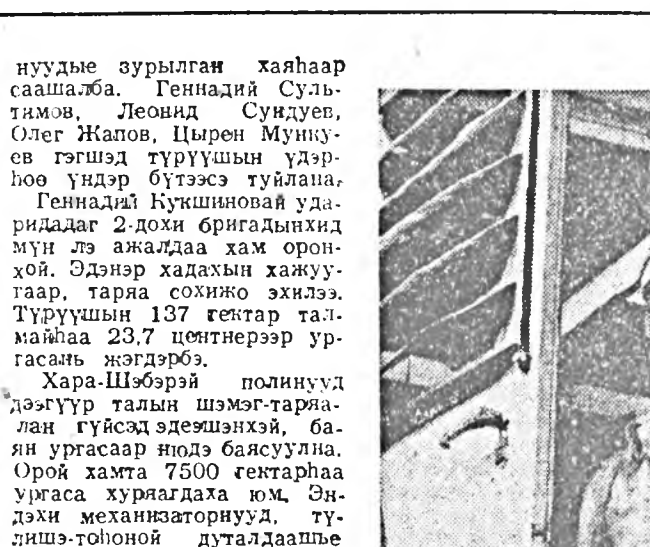 нуудые зурылган хаяһаар
саашалба. Геннадий Суль-
тимов, Леонид Сундуев,
Олег Жапов, Цырен Мунку-
ев гэгшэд түрүүшын үдэр-
һөө үндэр бүтээсэ туйлана.
Геннадий Кукшиновай уда-
ридадаг 2-дохи бригадынхид
мүн лэ ажалдаа хам орон-
хой. Эдэнэр хадахын хажуу-
гаар, таряа сохижо эхилээ.
Түрүүшын 137 гектар тал-
майһаа 23,7 центнерээр ур-
гасань жэгдэрбэ.
Хара-Шэбэрэй полинууд
дээгүүр талын шэмэг-таряа-
лан гүйсэд эдеэшэнхэй, ба-
ян ургасаар нюдэ баясуулна.
Орой хамта 7500 гектарһаа
ургаса хуряагдаха юм. Эн-
дэхи механизаторнууд, тү-
лишэ-тоһоной дуталдаашье